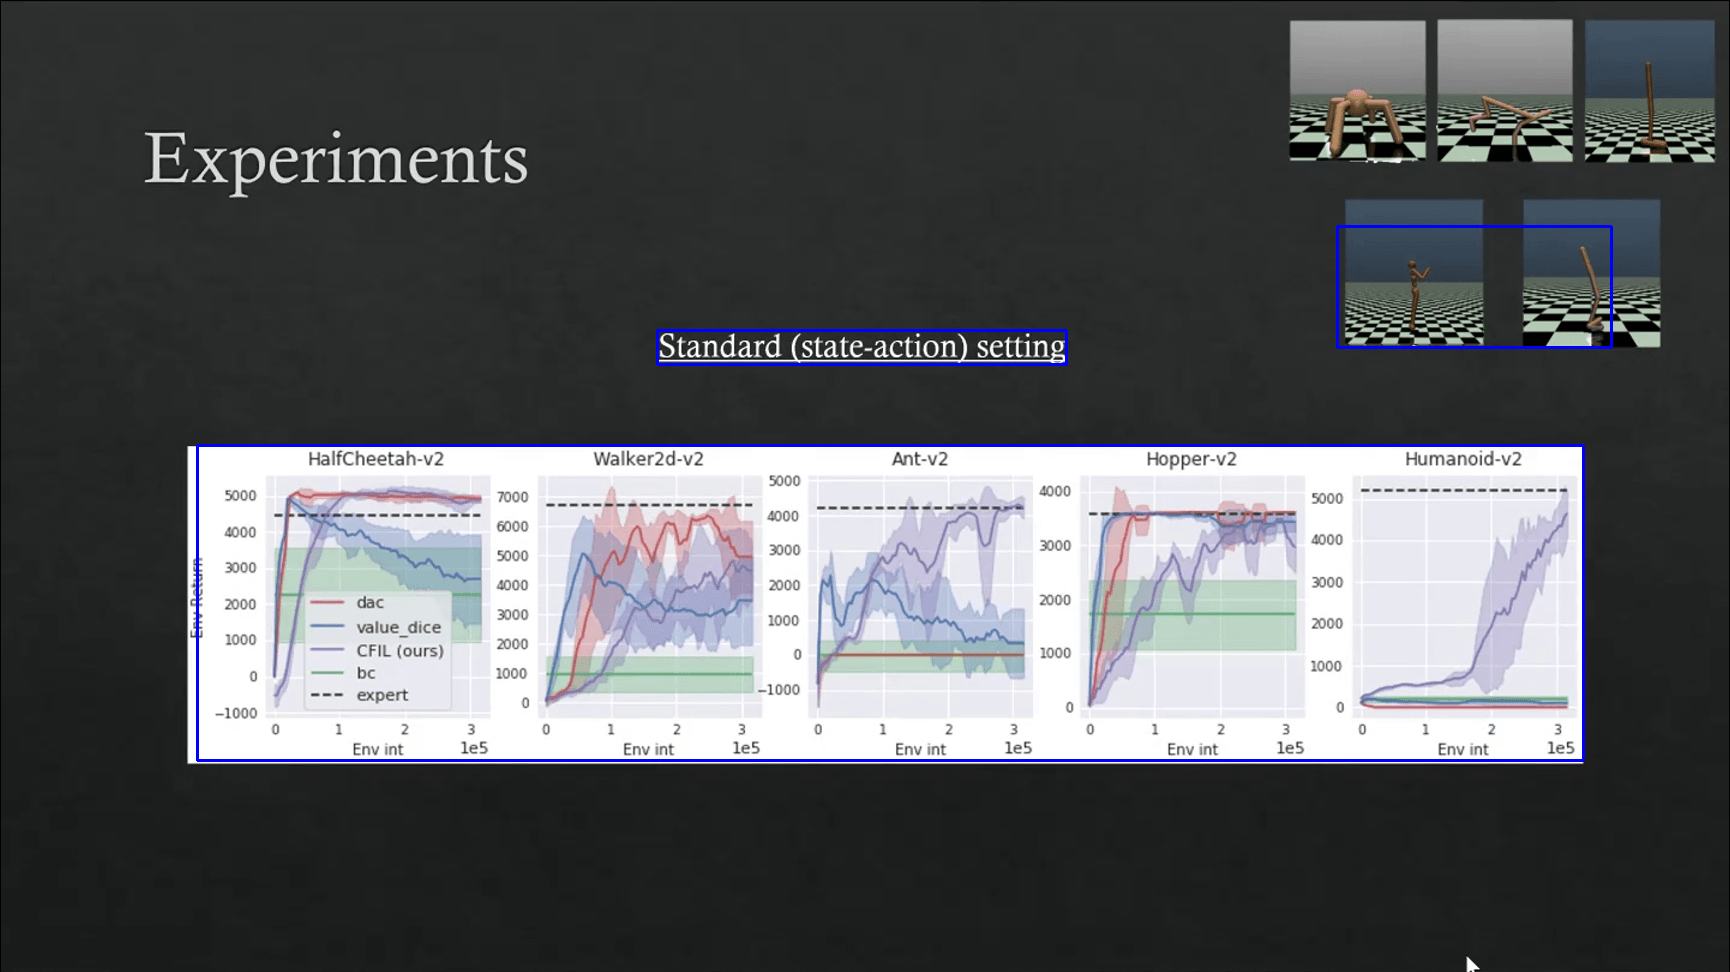 Experiments
Standard (state-action) setting
HalfCheetah-v2
Env Return
5000
4000
3000
2000
1000
0
−1000
dac
value_dice
CFIL (ours)
bc
expert
0 1 2 3
1e5
Env int
Walker2d-v2
7000
6000
5000
4000
3000
2000
1000
0
0 1 2 3
1e5
Env int
Ant-v2
5000
4000
3000
2000
1000
0
−1000
0 1 2 3
1e5
Env int
Hopper-v2
4000
3000
2000
1000
0
0 1 2 3
1e5
Env int
Humanoid-v2
5000
4000
3000
2000
1000
0
0 1 2 3
1e5
Env int